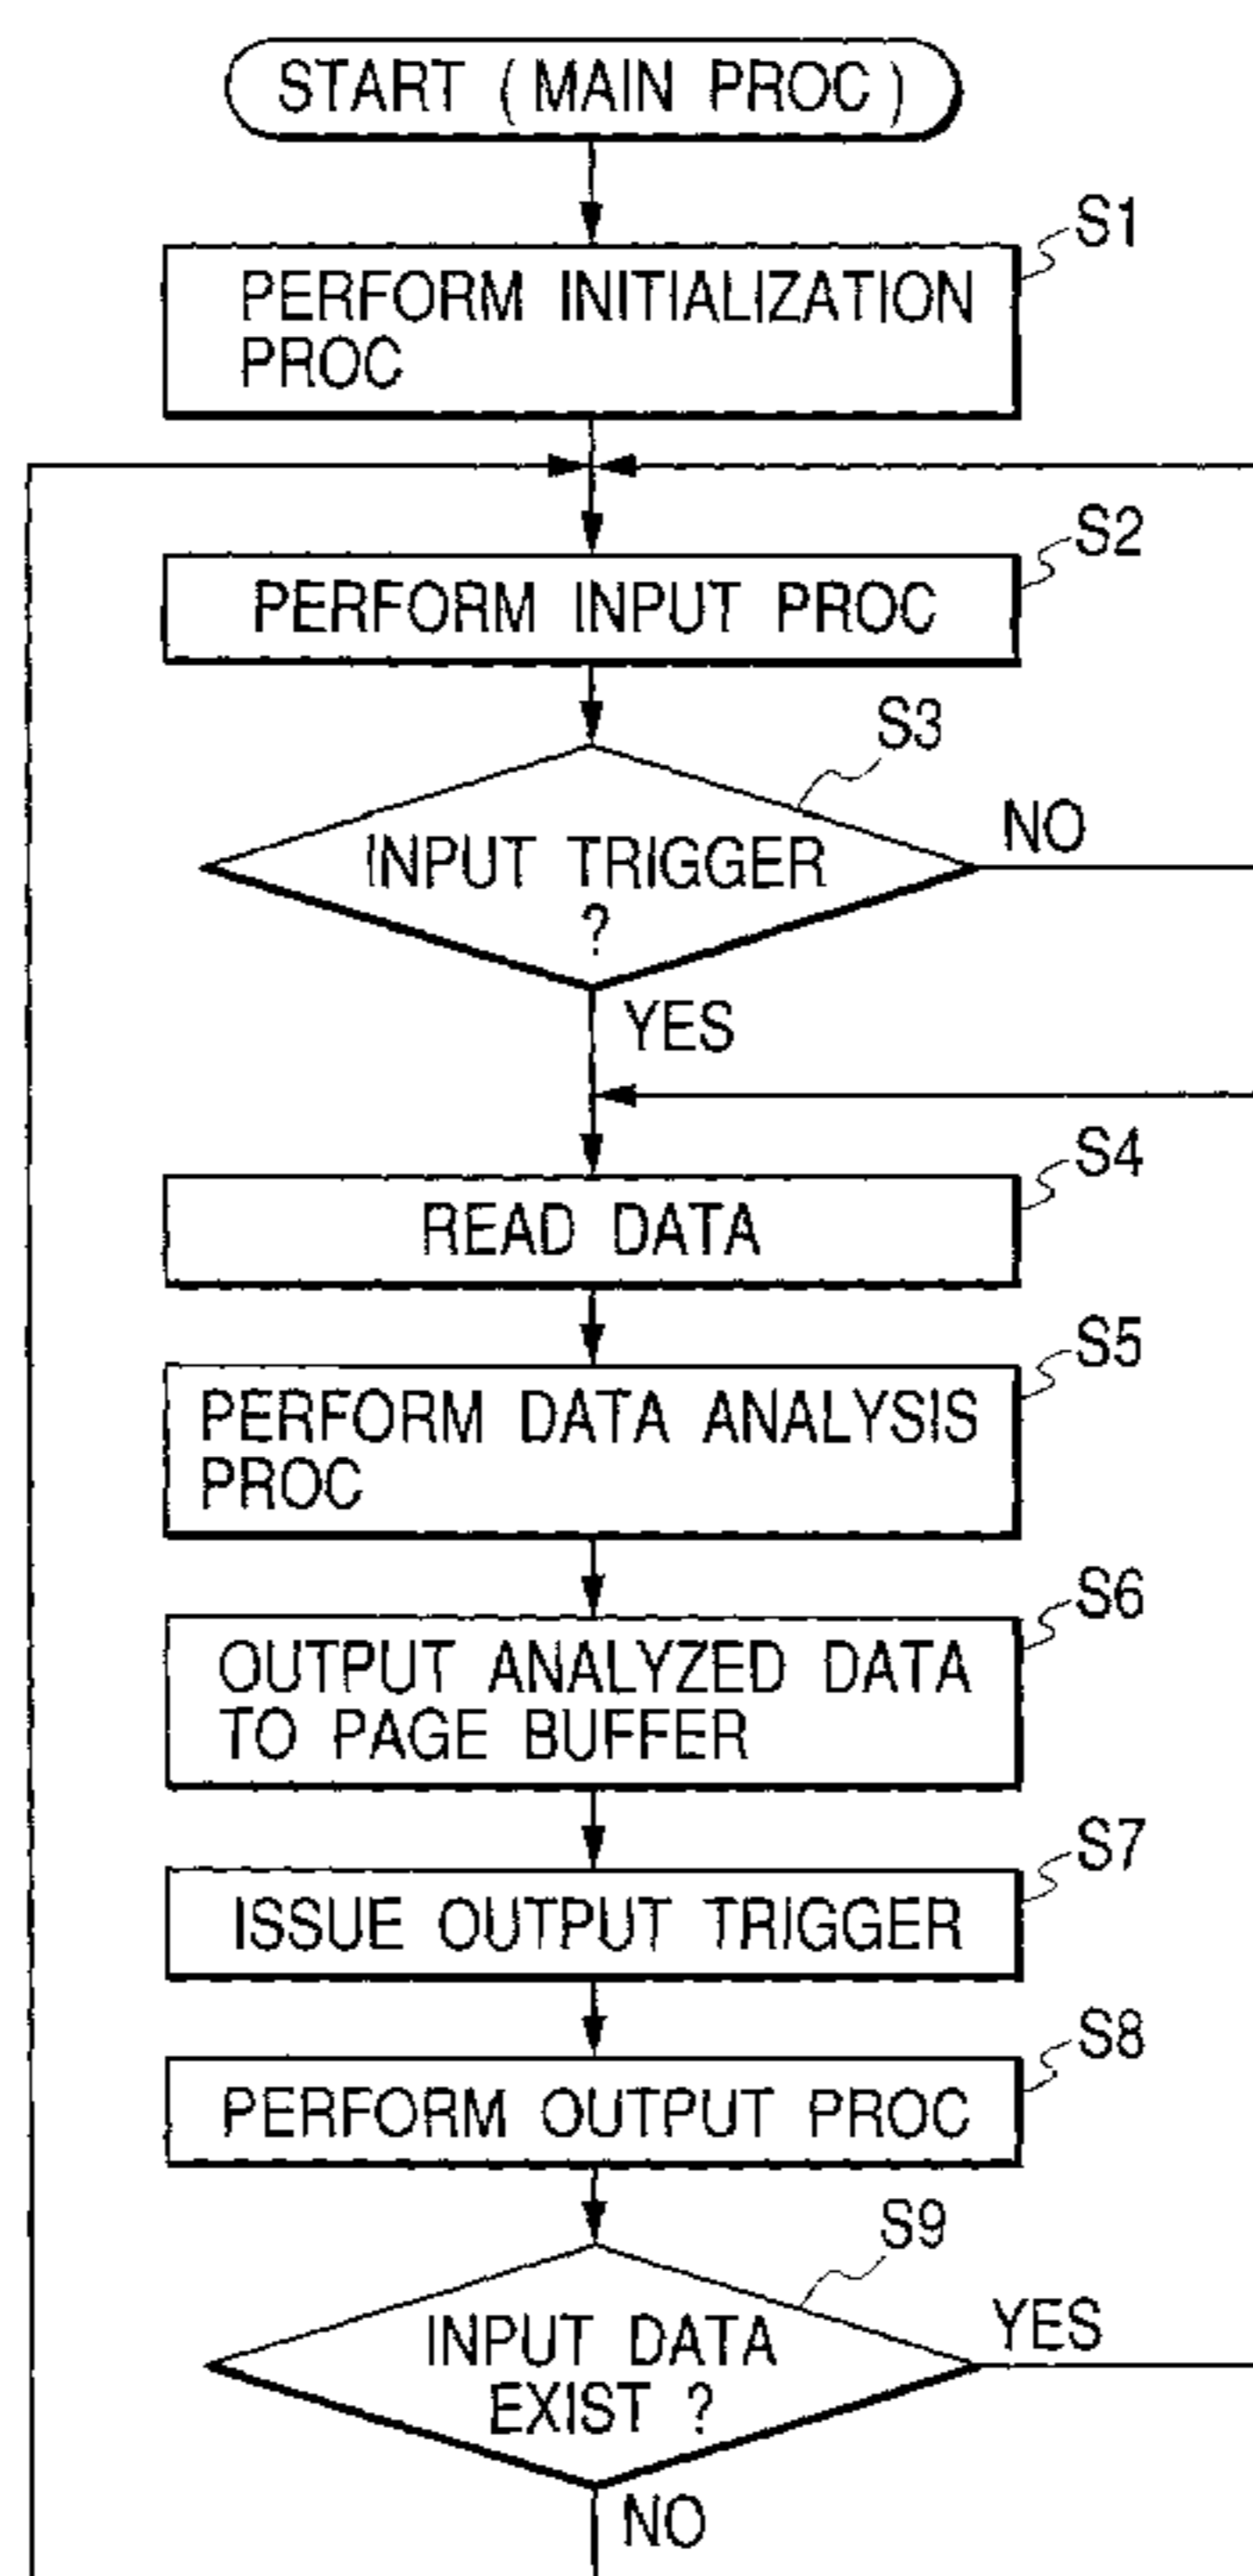 START (MAIN PROC)
S1
PERFORM INITIALIZATION
PROC
S2
PERFORM INPUT PROC
S3
INPUT TRIGGER
?
NO
YES
S4
READ DATA
S5
PERFORM DATA ANALYSIS
PROC
S6
OUTPUT ANALYZED DATA
TO PAGE BUFFER
S7
ISSUE OUTPUT TRIGGER
S8
PERFORM OUTPUT PROC
S9
INPUT DATA
EXIST ?
YES
NO